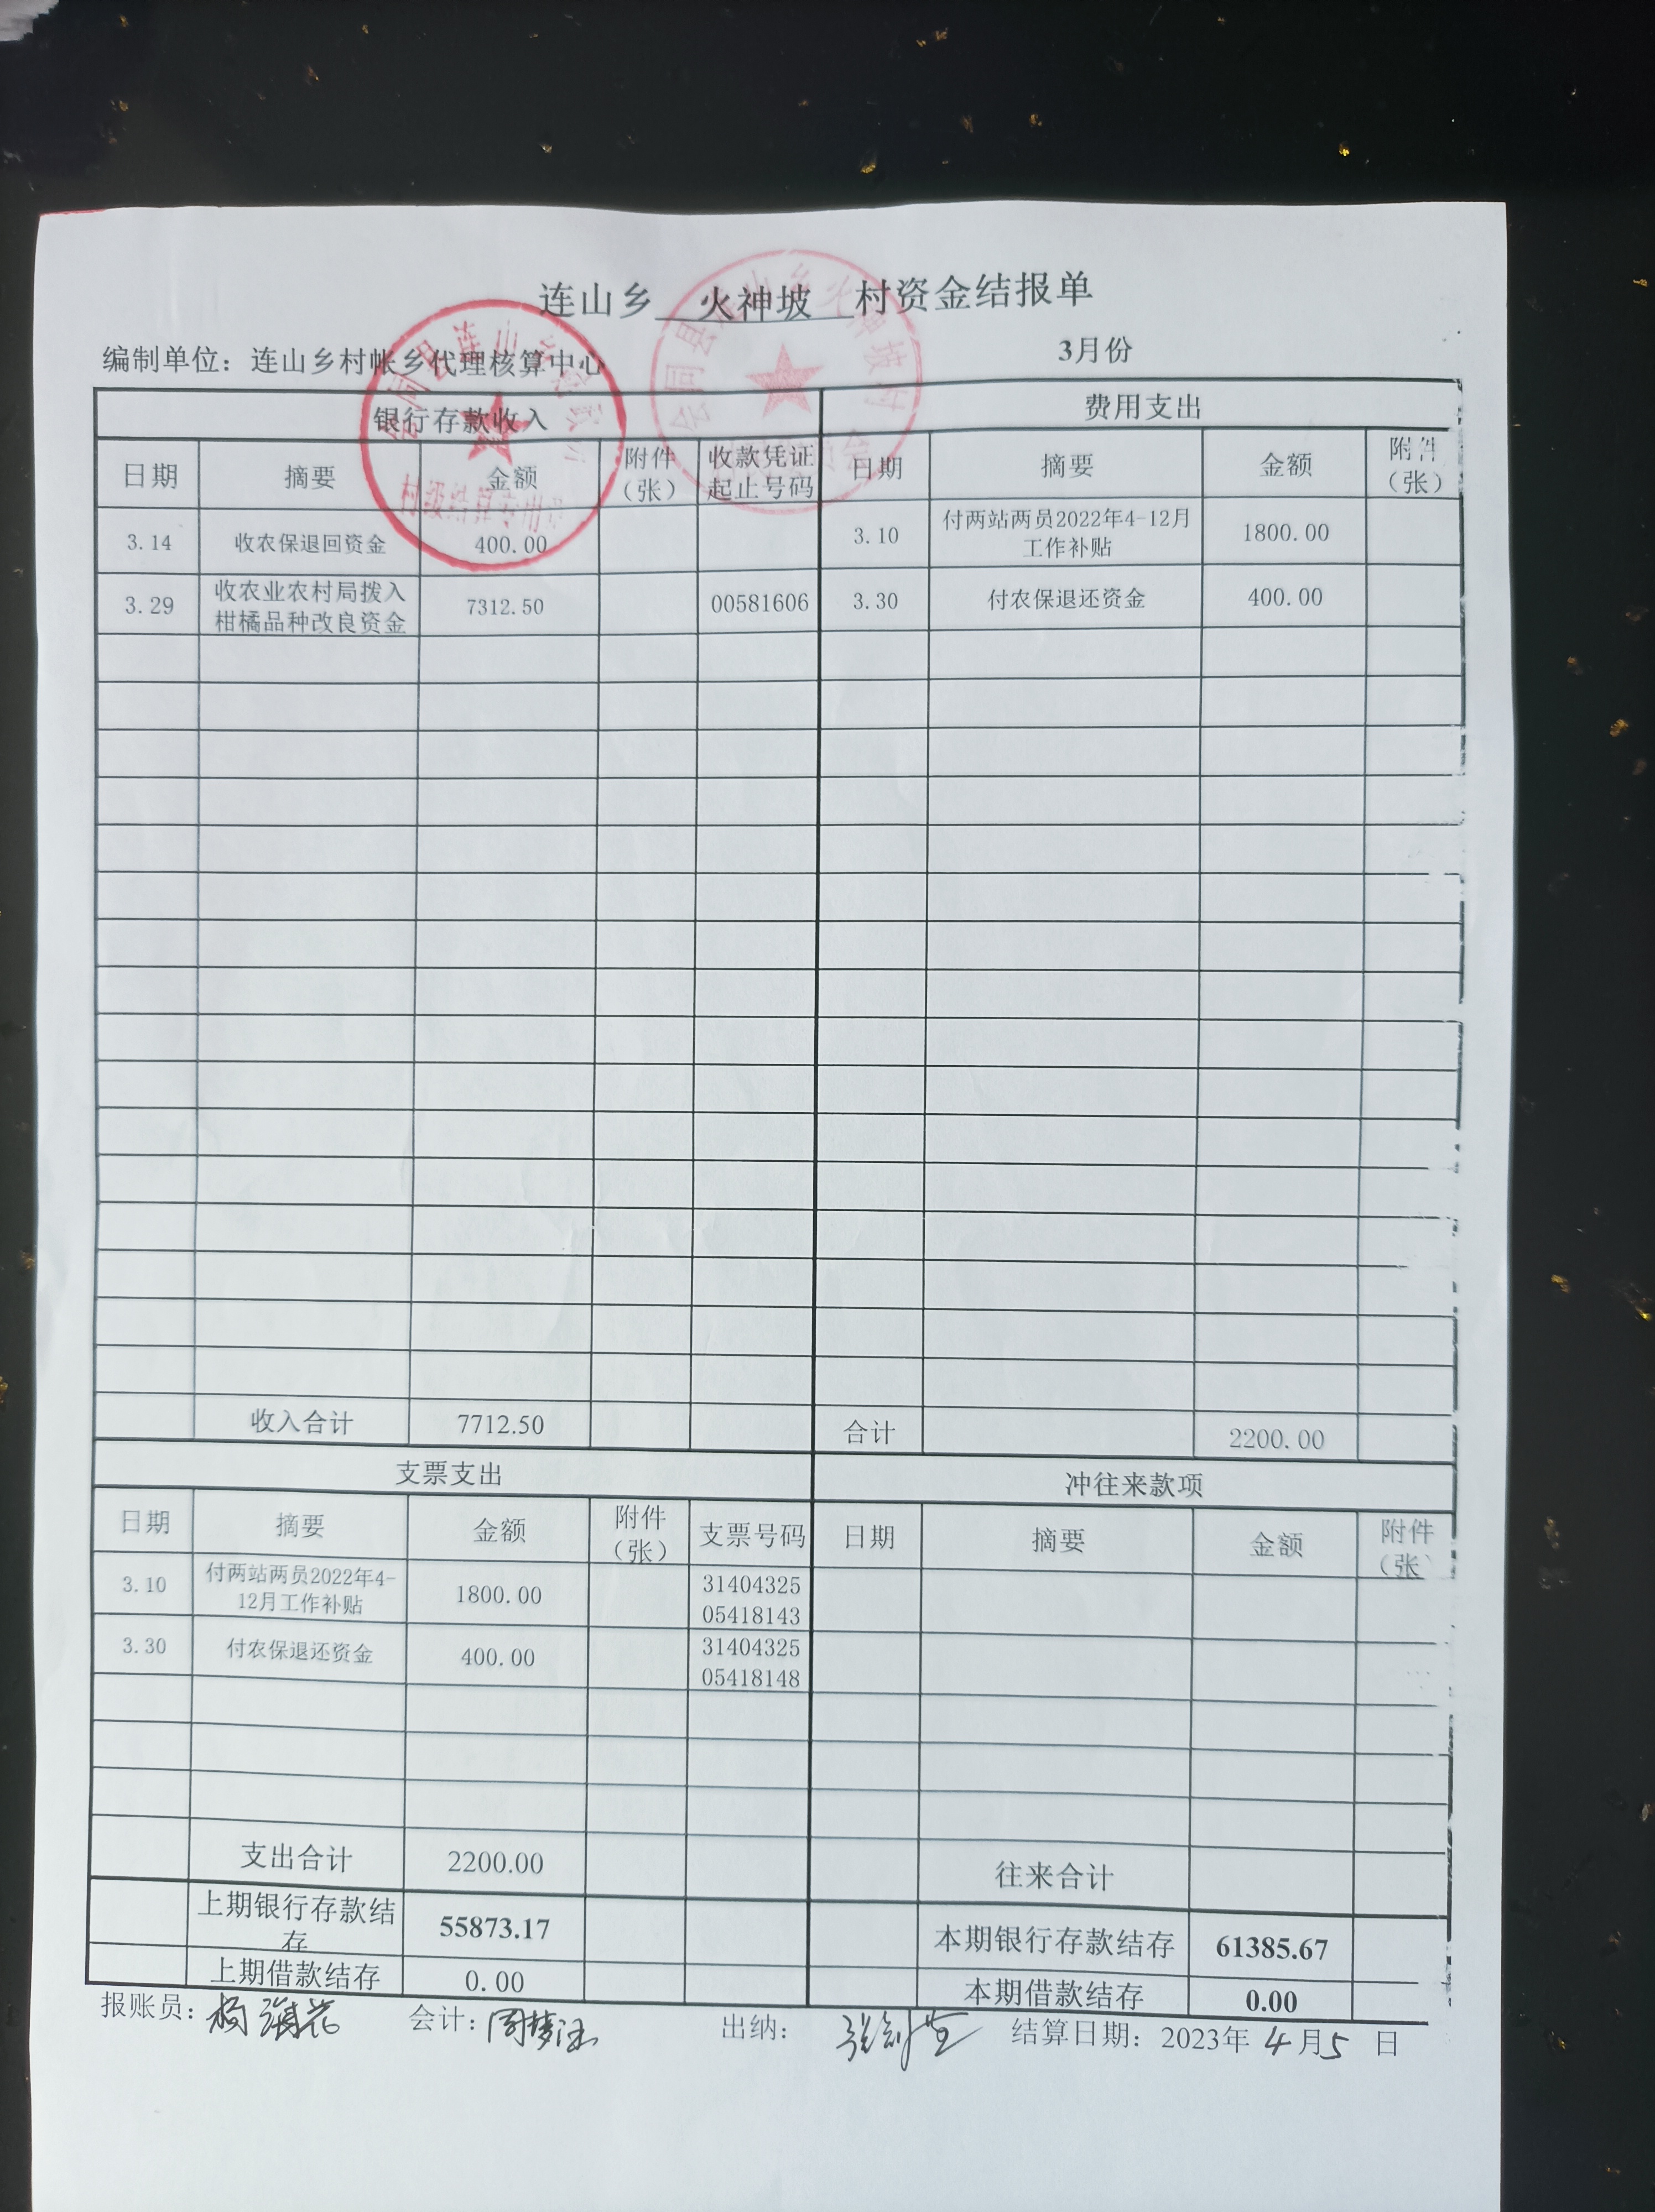 连山乡 火神坡 村资金结报单
编制单位：连山乡村帐乡代理核算中心 3月份
银行存款收入 费用支出
日期 摘要 金额 附件（张） 收款凭证起止号码 日期 摘要 金额 附件（张）
3.14 收农保退回资金 400.00 3.10 付两站两员2022年4-12月工作补贴 1800.00
3.29 收农业农村局拨入柑橘品种改良资金 7312.50 00581606 3.30 付农保退还资金 400.00
收入合计 7712.50 合计 2200.00
支票支出 冲往来款项
日期 摘要 金额 附件（张） 支票号码 日期 摘要 金额 附件（张）
3.10 付两站两员2022年4-12月工作补贴 1800.00 31404325 05418143
3.30 付农保退还资金 400.00 31404325 05418148
支出合计 2200.00 往来合计
上期银行存款结存 55873.17 本期银行存款结存 61385.67
上期借款结存 0.00 本期借款结存 0.00
报账员： 会计： 出纳： 结算日期：2023年4月5日
村级结算专用章